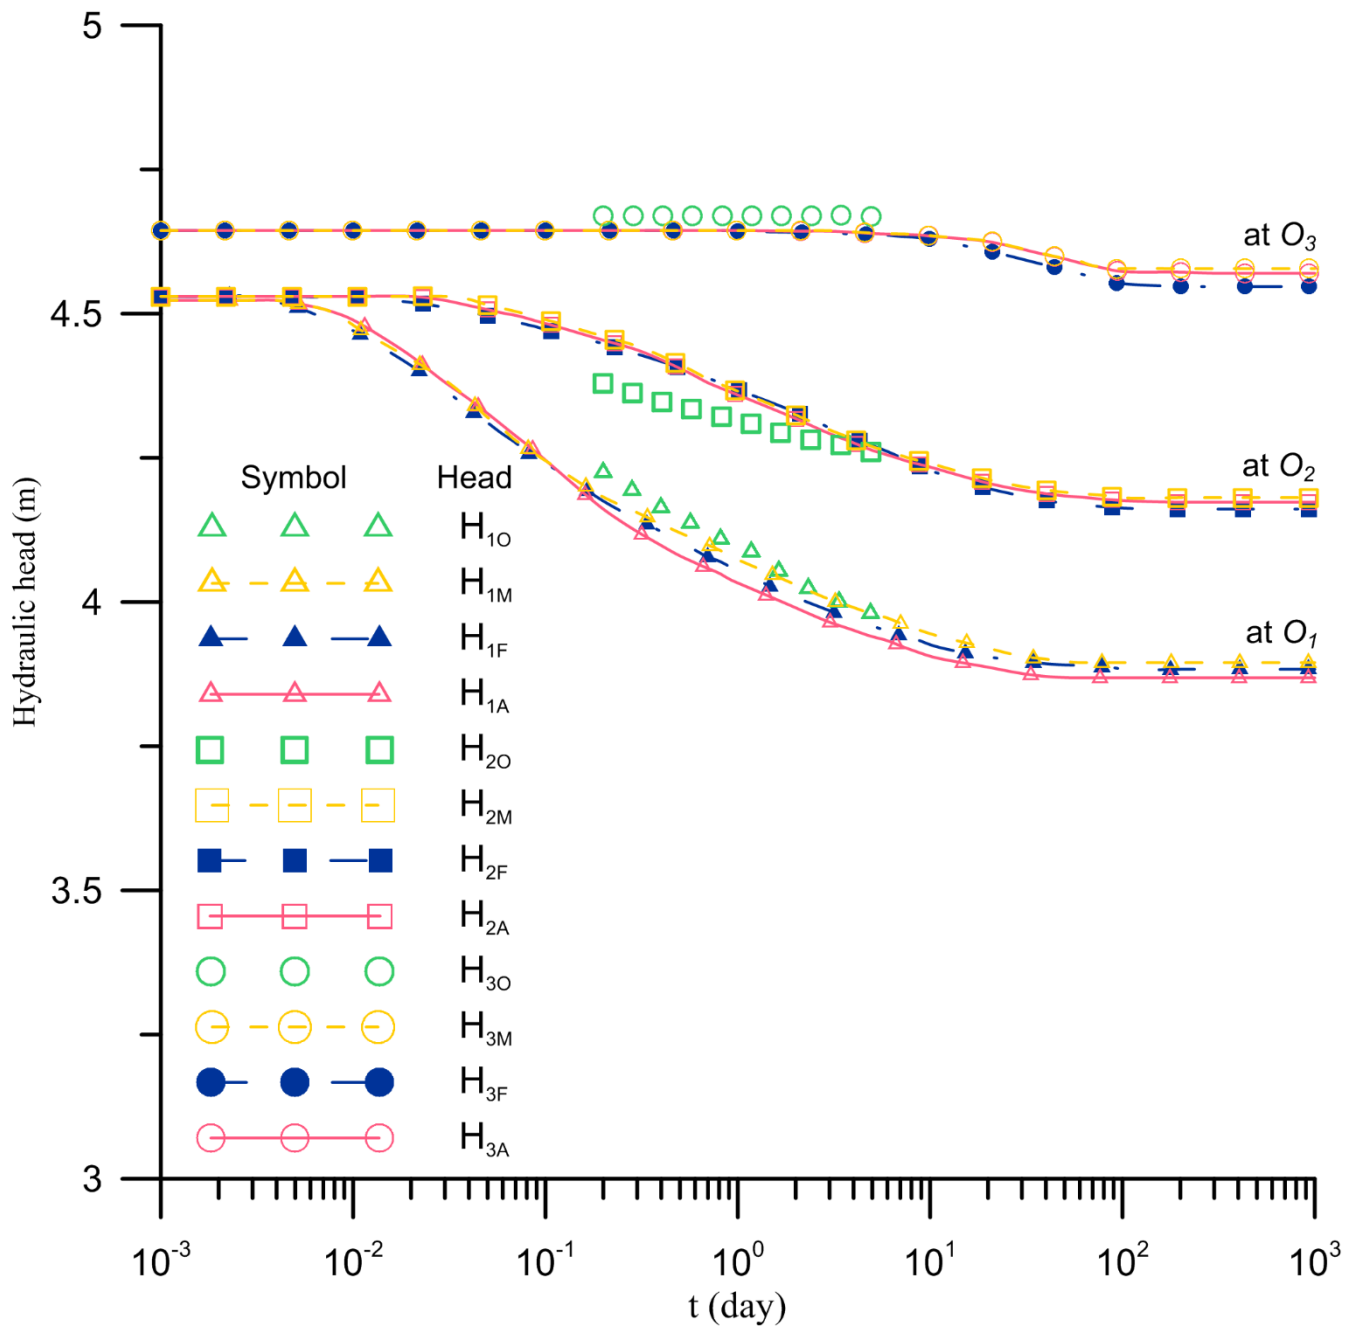 5
4.5
4
3.5
3
Hydraulic head (m)
at O3
at O2
at O1
Symbol Head
H1O
H1M
H1F
H1A
H2O
H2M
H2F
H2A
H3O
H3M
H3F
H3A
10-3 10-2 10-1 100 101 102 103
t (day)